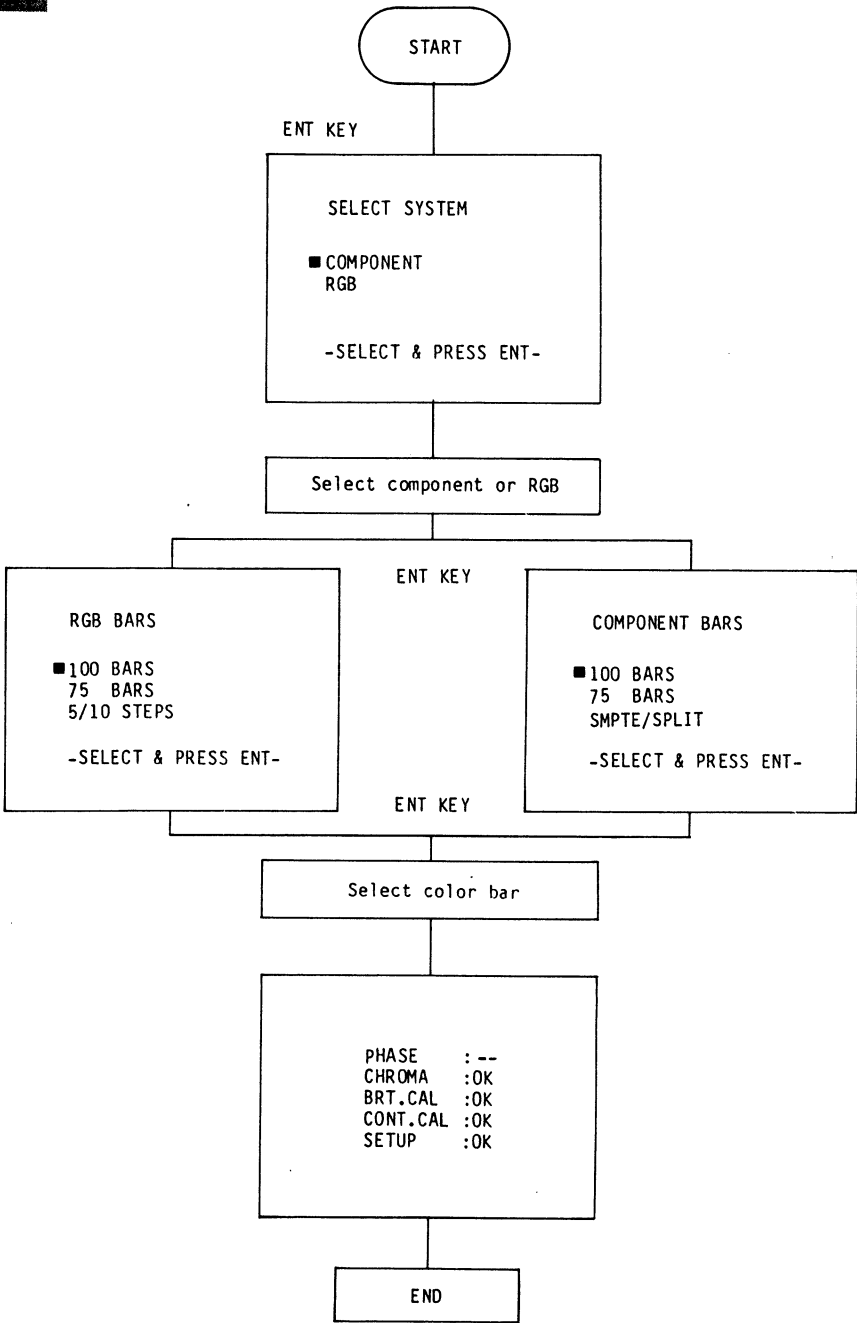 START
ENT KEY
SELECT SYSTEM
■COMPONENT
RGB
-SELECT & PRESS ENT-
Select component or RGB
ENT KEY
RGB BARS
■100 BARS
75 BARS
5/10 STEPS
-SELECT & PRESS ENT-
COMPONENT BARS
■100 BARS
75 BARS
SMPTE/SPLIT
-SELECT & PRESS ENT-
ENT KEY
Select color bar
PHASE :--
CHROMA :OK
BRT.CAL :OK
CONT.CAL :OK
SETUP :OK
END